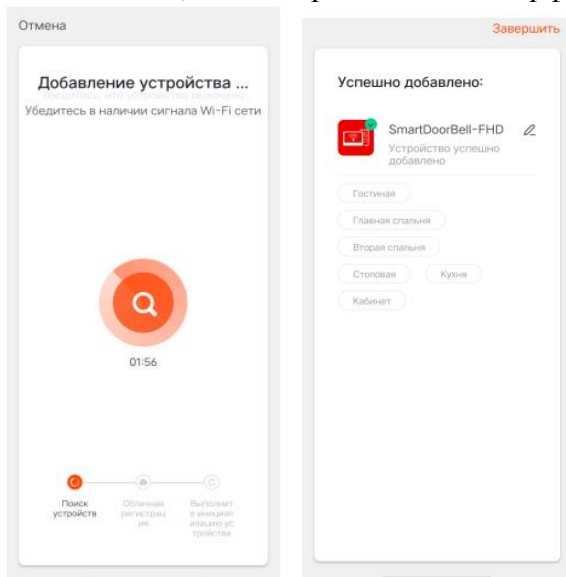 Отмена
Добавление устройства ...
Убедитесь в наличии сигнала Wi-Fi сети
01:56
Поиск
устройств
Облачная
регистрац
ия
Выполнит
е инициал
изацию ус
тройства
Завершить
Успешно добавлено:
SmartDoorBell-FHD
Устройство успешно
добавлено
Гостиная
Главная спальня
Вторая спальня
Столовая Кухня
Кабинет